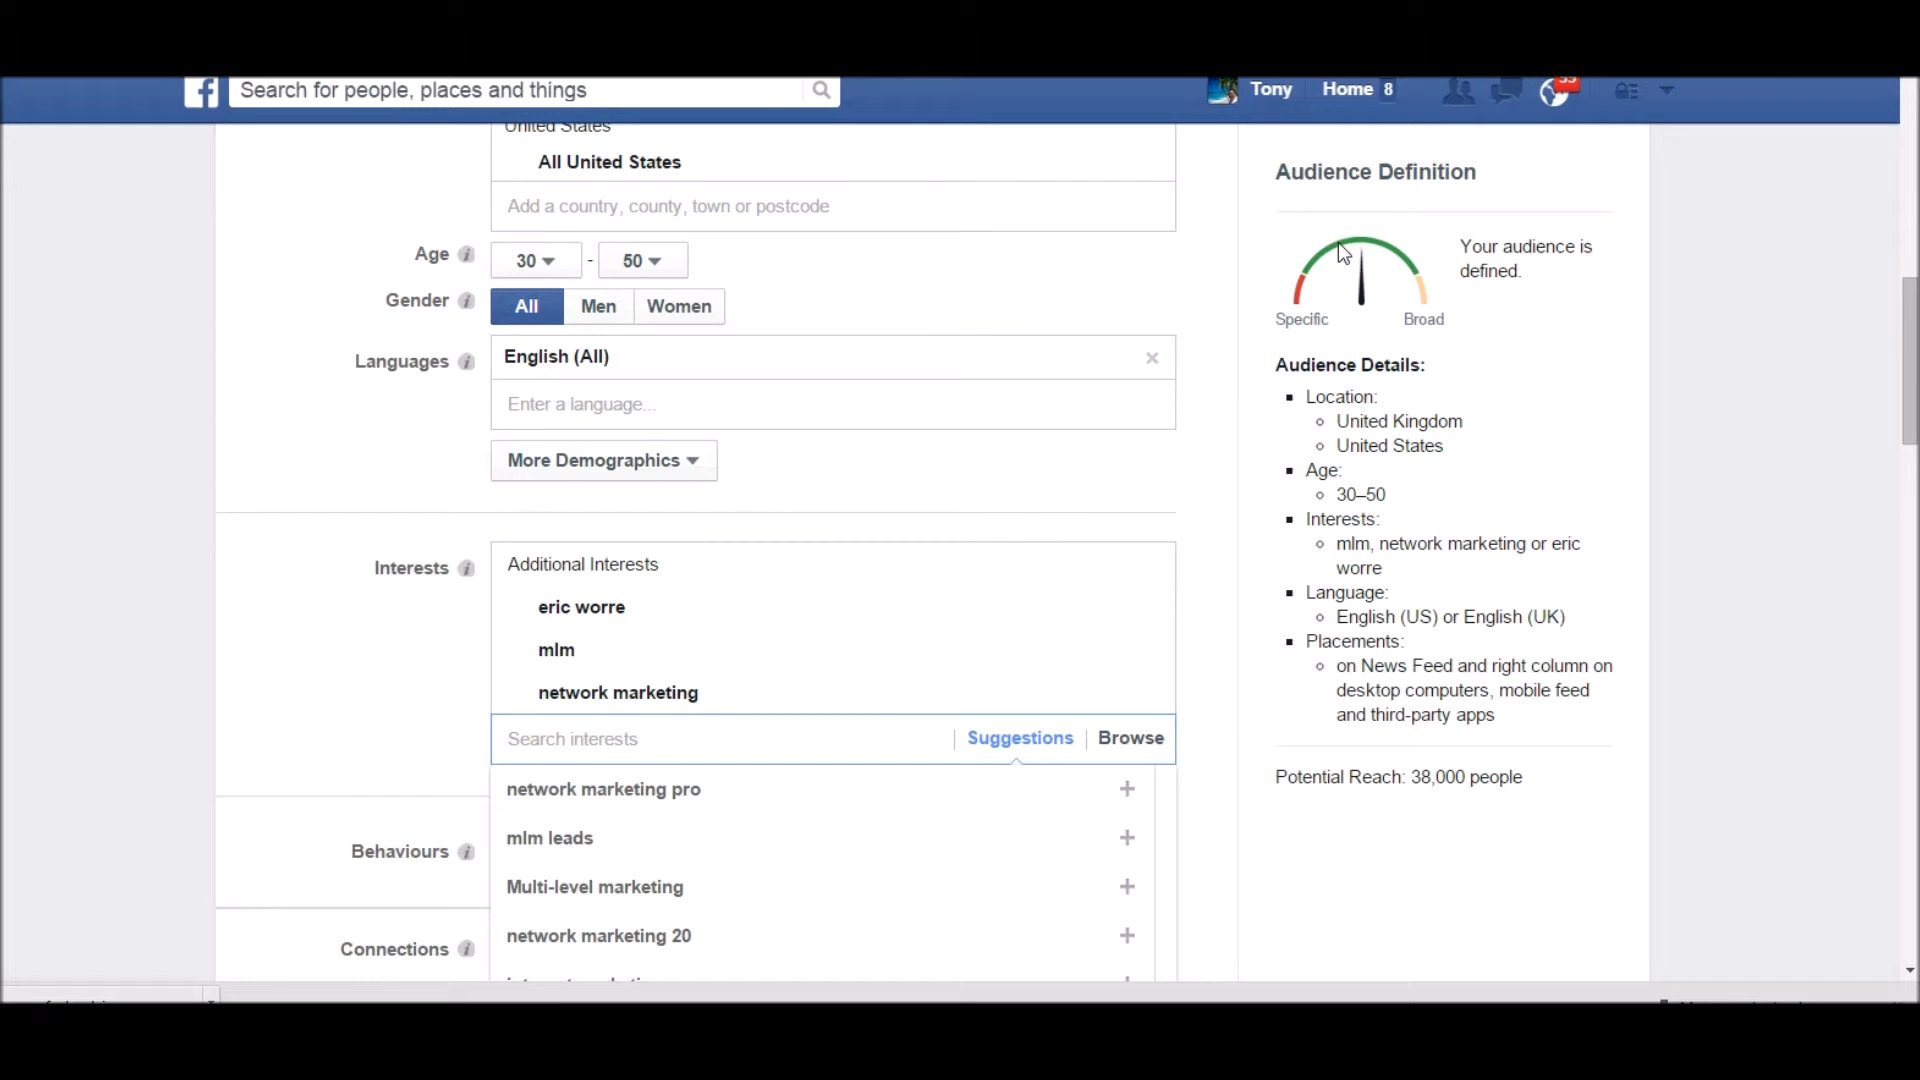 Search for people, places and things
Tony
Home 8
United States
All United States
Add a country, county, town or postcode
Age
30
-
50
Gender
All
Men
Women
Languages
English (All)
Enter a language...
More Demographics
Interests
Additional Interests
eric worre
mlm
network marketing
Search interests
Suggestions
Browse
network marketing pro
mlm leads
Multi-level marketing
network marketing 20
Behaviours
Connections
Audience Definition
Your audience is
defined.
Specific
Broad
Audience Details:
Location:
United Kingdom
United States
Age:
30–50
Interests:
mlm, network marketing or eric
worre
Language:
English (US) or English (UK)
Placements:
on News Feed and right column on
desktop computers, mobile feed
and third-party apps
Potential Reach: 38,000 people